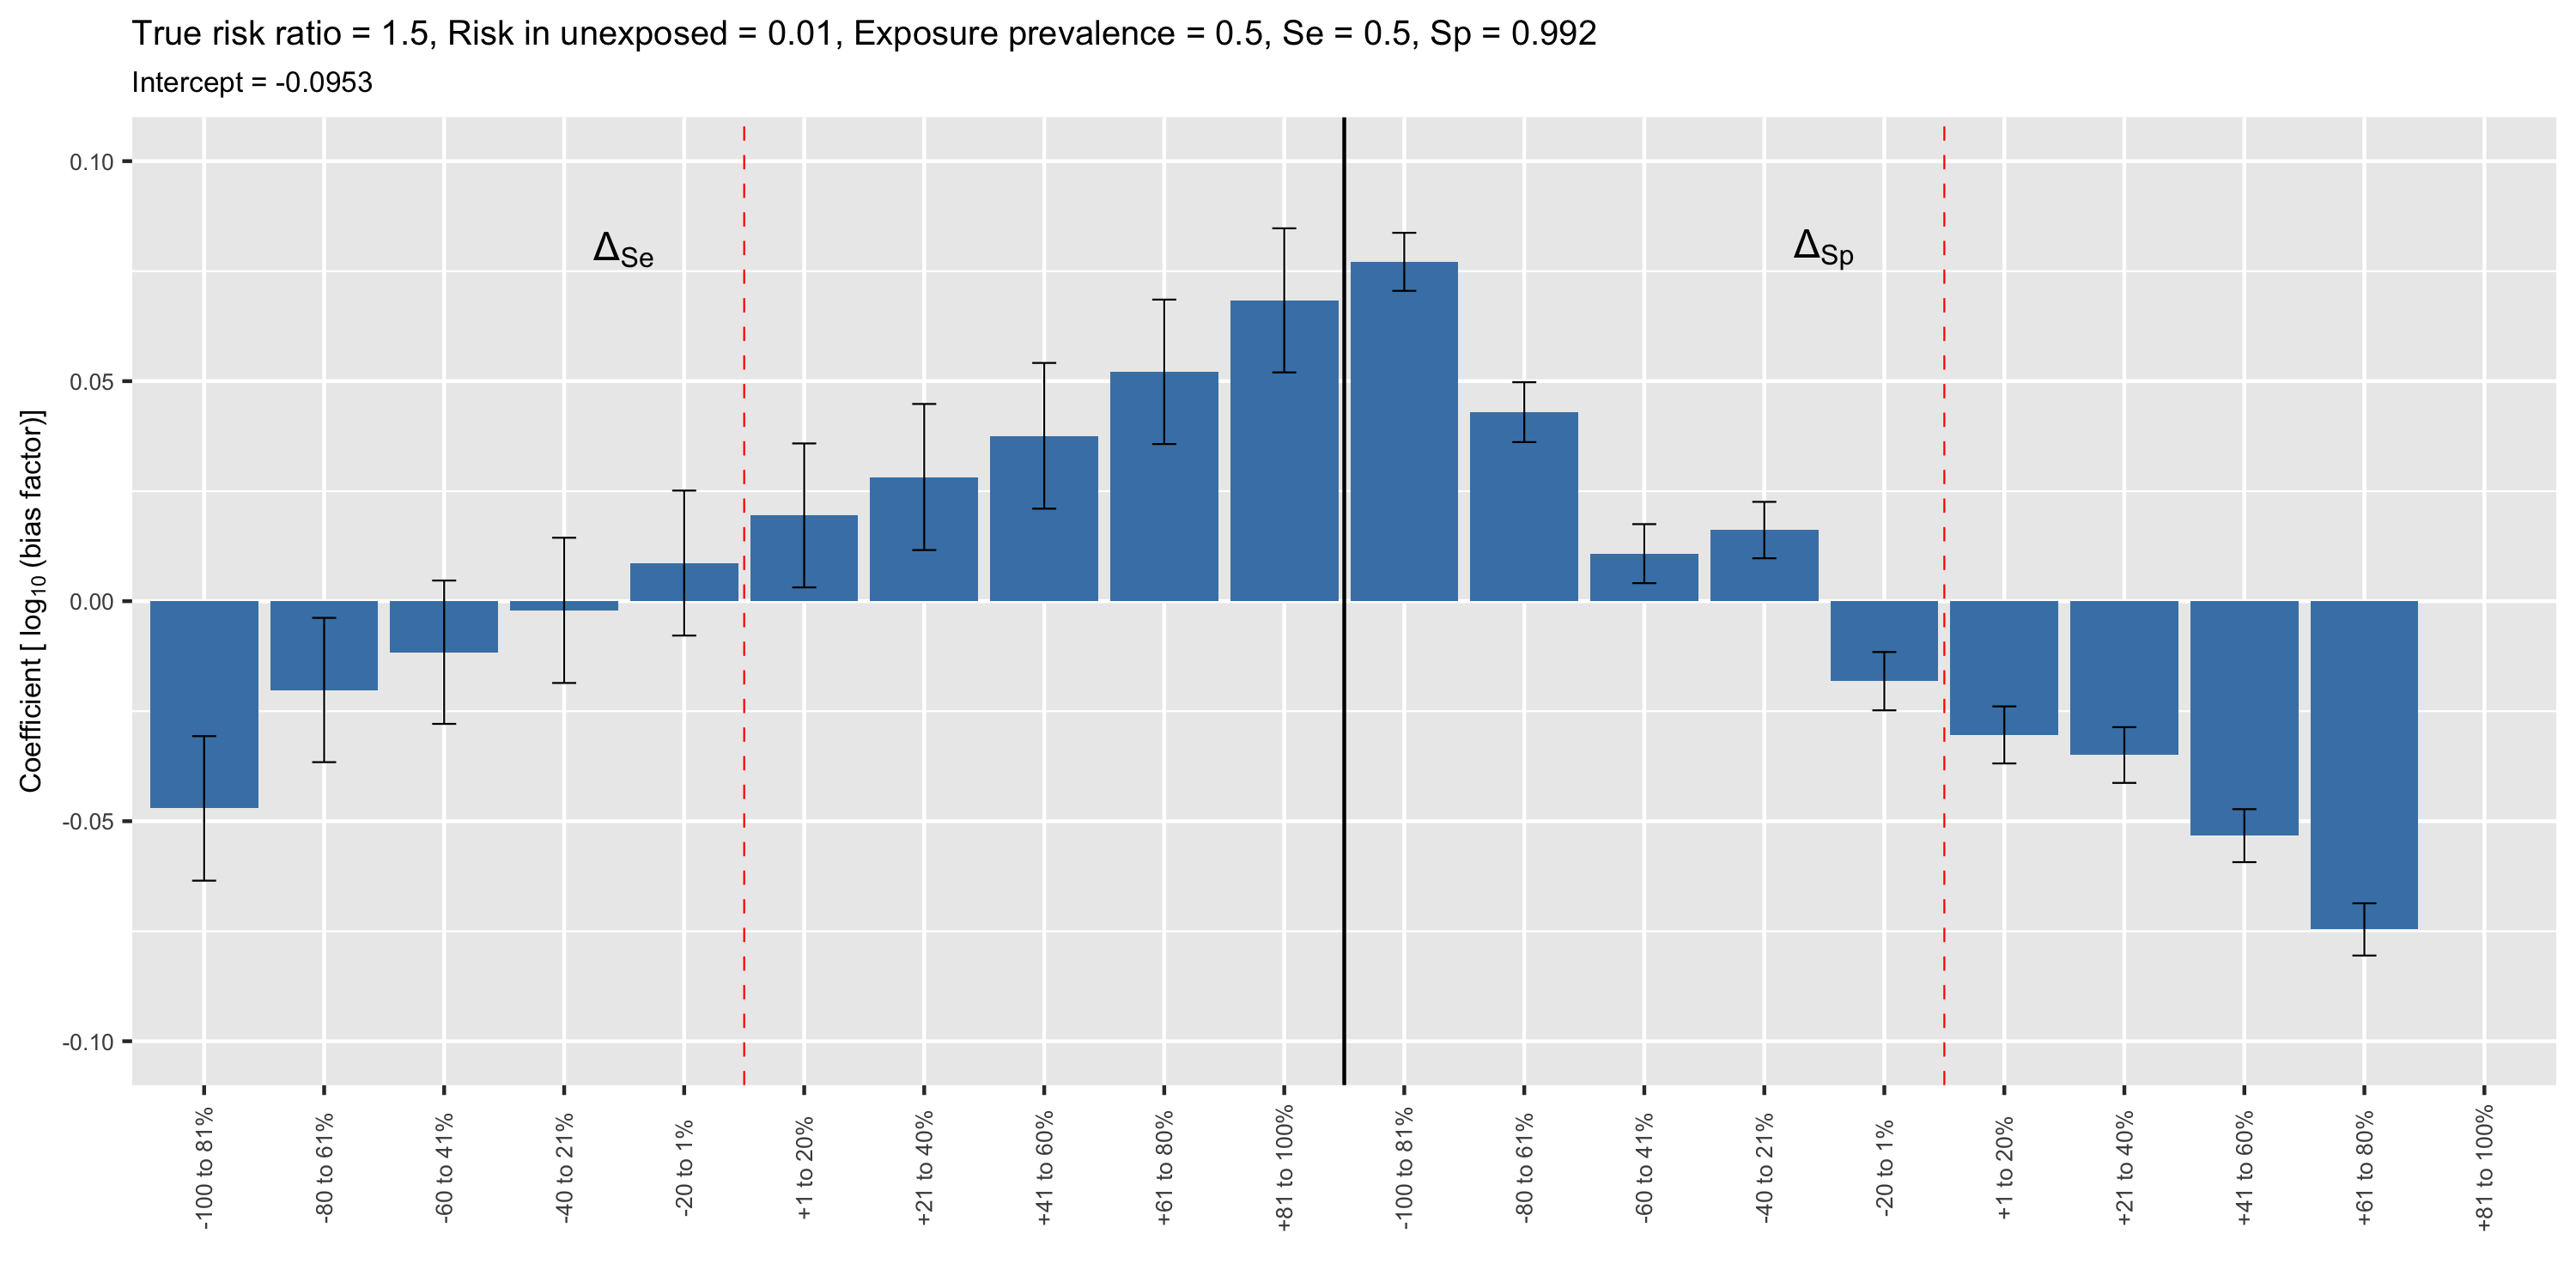 True risk ratio = 1.5, Risk in unexposed = 0.01, Exposure prevalence = 0.5, Se = 0.5, Sp = 0.992
Intercept = -0.0953
Coefficient [ log10 (bias factor)]
0.10
0.05
0.00
-0.05
-0.10
ΔSe
ΔSp
-100 to 81%
-80 to 61%
-60 to 41%
-40 to 21%
-20 to 1%
+1 to 20%
+21 to 40%
+41 to 60%
+61 to 80%
+81 to 100%
-100 to 81%
-80 to 61%
-60 to 41%
-40 to 21%
-20 to 1%
+1 to 20%
+21 to 40%
+41 to 60%
+61 to 80%
+81 to 100%